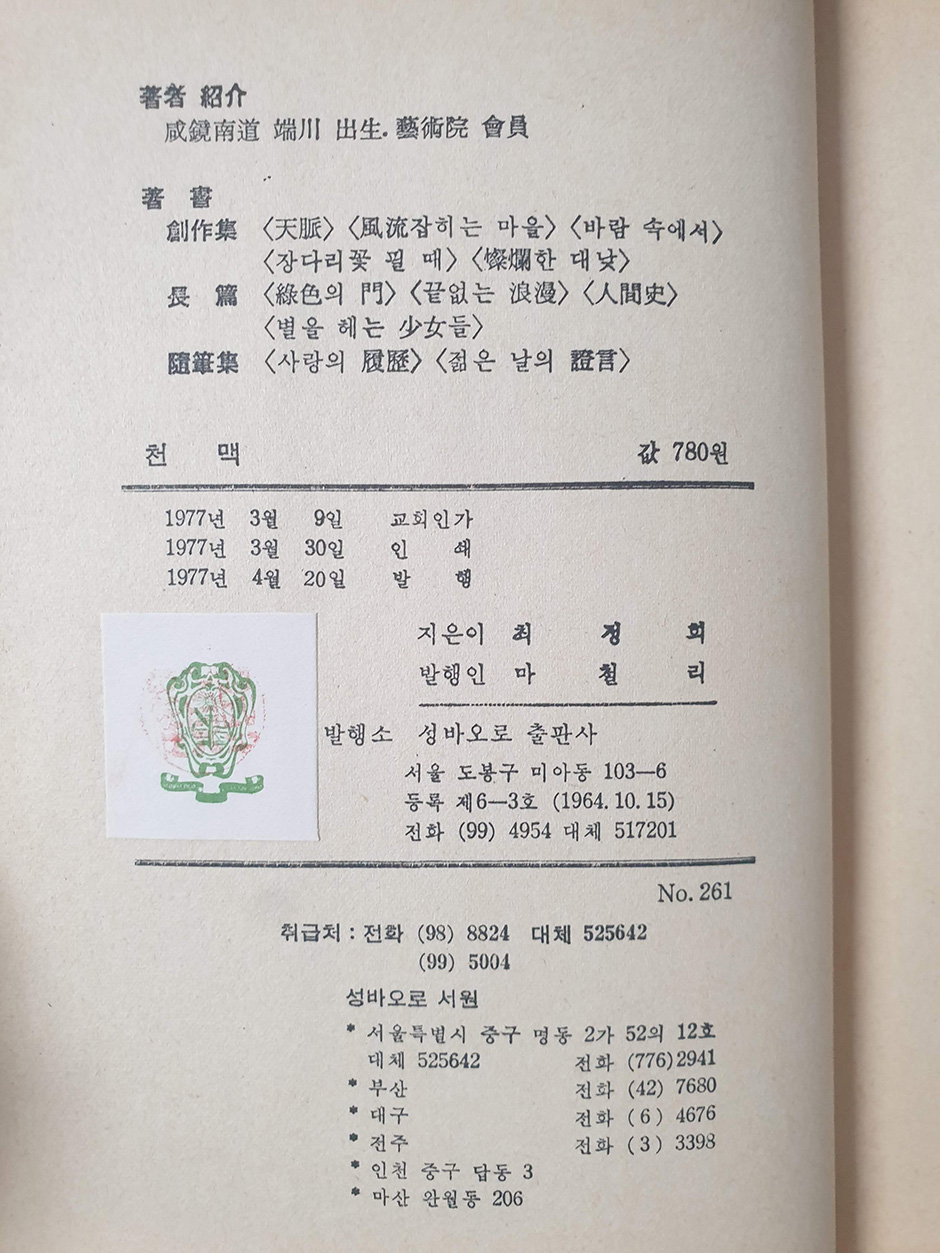 著者 紹介
咸鏡南道 端川 出生. 藝術院 會員
著 書
創作集 〈天脈〉〈風流잡히는 마을〉〈바람 속에서〉
〈장다리꽃 필 때〉〈燦爛한 대낮〉
長 篇 〈綠色의 門〉〈끝없는 浪漫〉〈人間史〉
〈별을 헤는 少女들〉
隨筆集 〈사랑의 履歷〉〈젊은 날의 證言〉
천 맥 값 780원
1977년 3월 9일 교회인가
1977년 3월 30일 인 쇄
1977년 4월 20일 발 행
지은이 최 정 희
발행인 마 철 리
발행소 성바오로 출판사
서울 도봉구 미아동 103—6
등록 제6—3호 (1964. 10. 15)
전화 (99) 4954 대체 517201
No. 261
취급처 : 전화 (98) 8824 대체 525642
(99) 5004
성바오로 서원
* 서울특별시 중구 명동 2가 52의 12호
대체 525642 전화 (776) 2941
* 부산 전화 (42) 7680
* 대구 전화 ( 6 ) 4676
* 전주 전화 ( 3 ) 3398
* 인천 중구 답동 3
* 마산 완월동 206